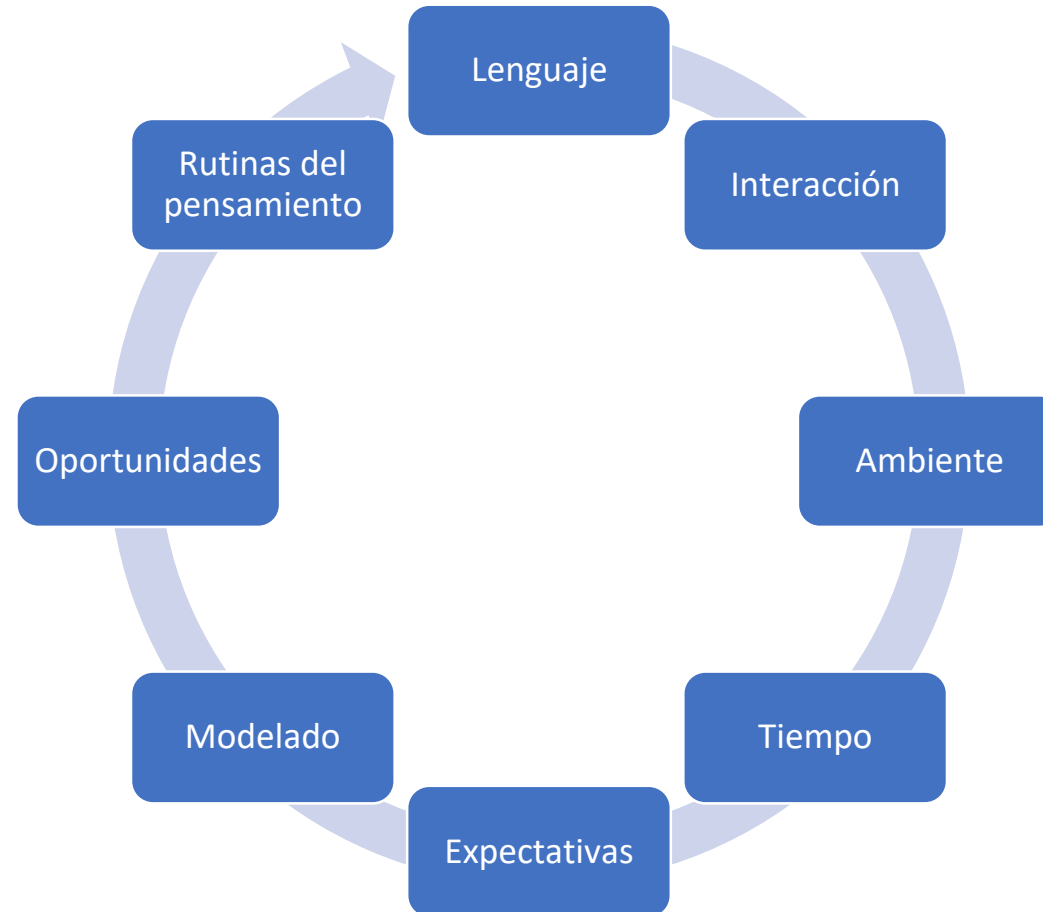 Lenguaje
Interacción
Ambiente
Tiempo
Expectativas
Modelado
Oportunidades
Rutinas del
pensamiento